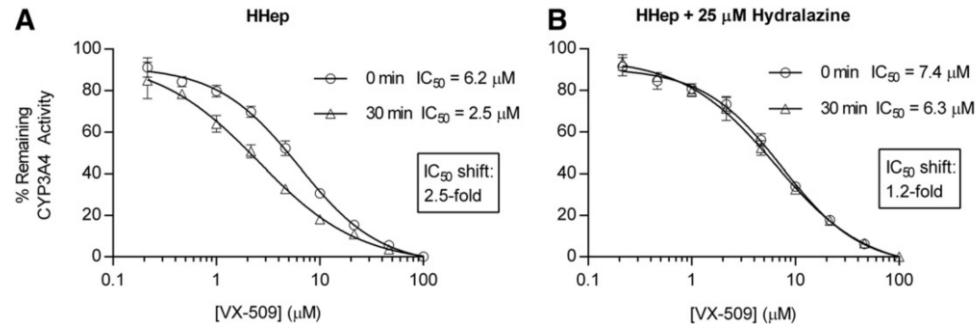 A
HHep
% Remaining
CYP3A4 Activity
100
80
60
40
20
0
0.1
1
10
100
[VX-509] (μM)
0 min IC50 = 6.2 μM
30 min IC50 = 2.5 μM
IC50 shift:
2.5-fold
B
HHep + 25 μM Hydralazine
100
80
60
40
20
0
0.1
1
10
100
[VX-509] (μM)
0 min IC50 = 7.4 μM
30 min IC50 = 6.3 μM
IC50 shift:
1.2-fold